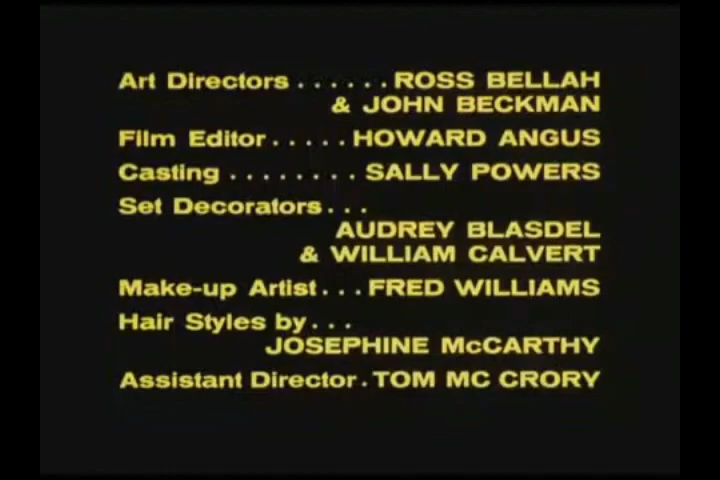 Art Directors . . . . . . ROSS BELLAH
& JOHN BECKMAN
Film Editor . . . . . HOWARD ANGUS
Casting . . . . . . . . SALLY POWERS
Set Decorators . . .
AUDREY BLASDEL
& WILLIAM CALVERT
Make-up Artist . . . FRED WILLIAMS
Hair Styles by . . .
JOSEPHINE McCARTHY
Assistant Director . TOM MC CRORY